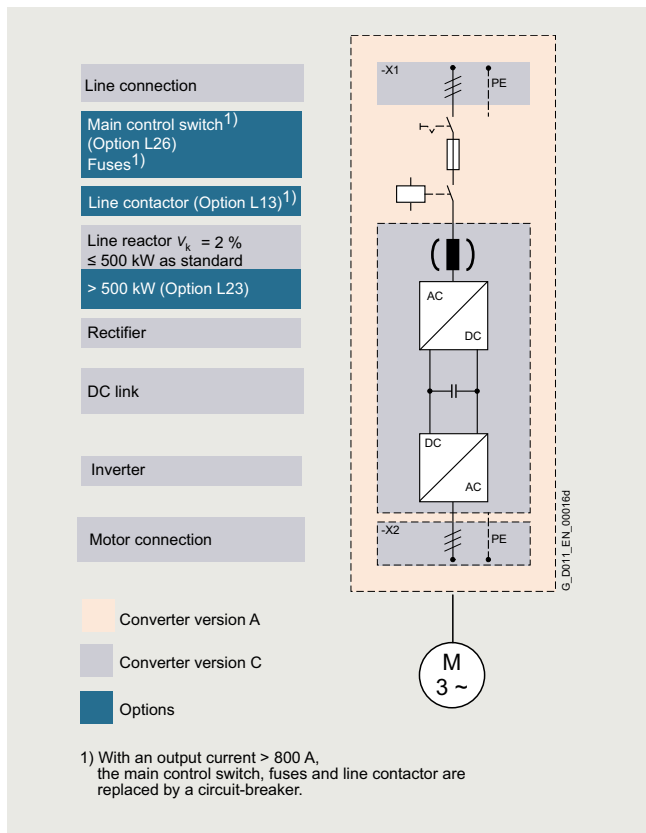 Line connection
Main control switch1)
(Option L26)
Fuses1)
Line contactor (Option L13)1)
Line reactor Vk = 2 %
≤ 500 kW as standard
> 500 kW (Option L23)
Rectifier
DC link
Inverter
Motor connection
-X1
PE
AC
DC
DC
AC
-X2
PE
M
3 ~
G_D011_EN_00016d
Converter version A
Converter version C
Options
1) With an output current > 800 A,
the main control switch, fuses and line contactor are
replaced by a circuit-breaker.